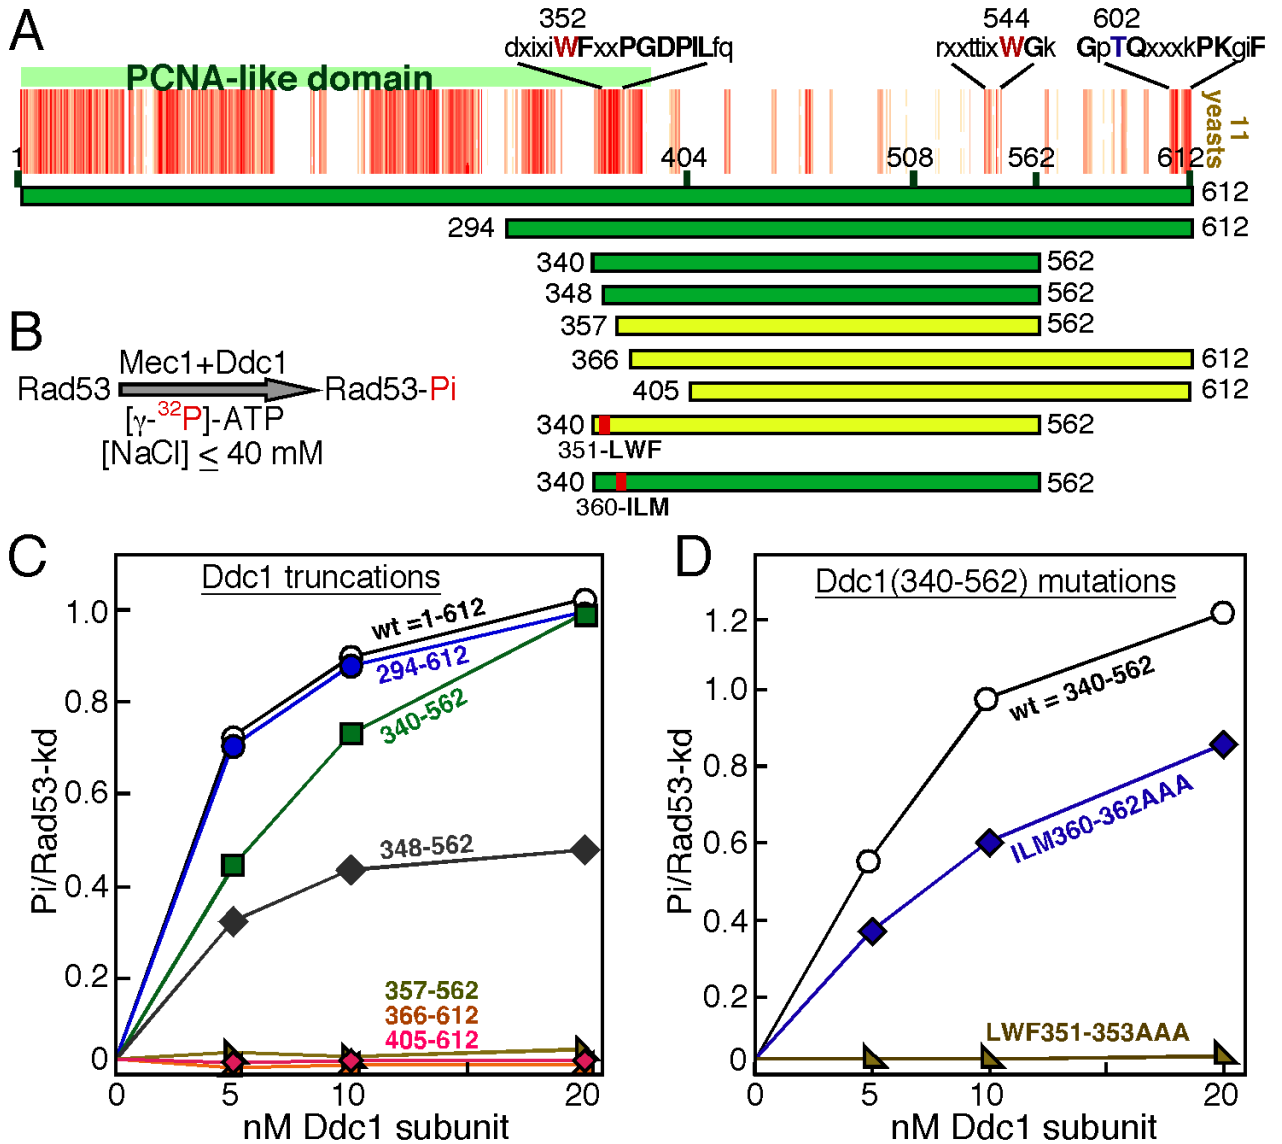 A
352
544
602
dxixiWFxxPGDPILfq
rxxttixWGk
GpTQxxxxkPKgiF
PCNA-like domain
11
yeasts
1
404
508
562
612
612
294
612
340
562
348
562
357
562
366
612
405
612
340
562
351-LWF
340
562
360-ILM
B
Mec1+Ddc1
Rad53
Rad53-Pi
[γ-32P]-ATP
[NaCl] ≤ 40 mM
C
Ddc1 truncations
1.0
0.8
0.6
0.4
0.2
0
Pi/Rad53-kd
wt =1-612
294-612
340-562
348-562
357-562
366-612
405-612
0
5
10
20
nM Ddc1 subunit
D
Ddc1(340-562) mutations
1.2
1.0
0.8
0.6
0.4
0.2
0
Pi/Rad53-kd
wt = 340-562
ILM360-362AAA
LWF351-353AAA
0
5
10
20
nM Ddc1 subunit